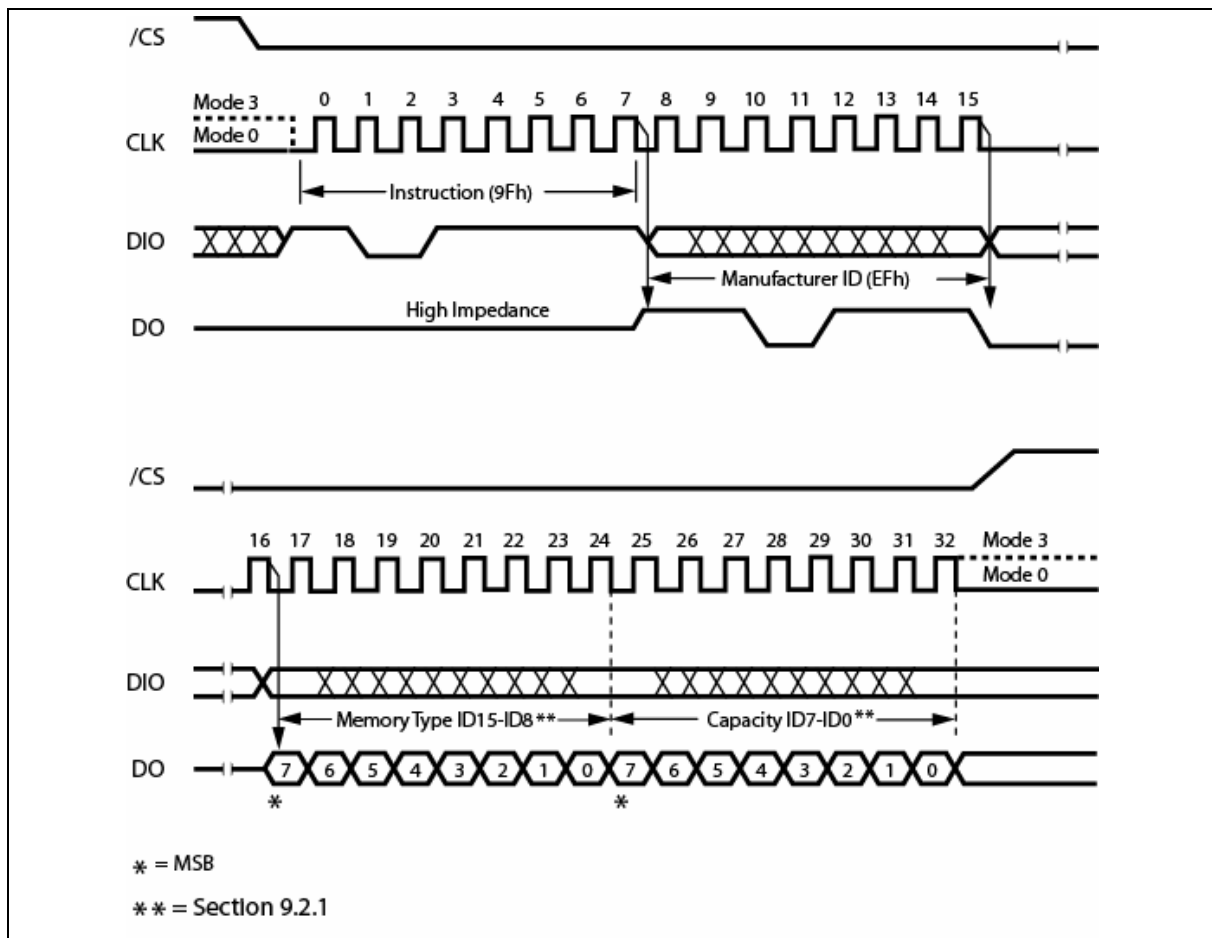 /CS
Mode 3
0 1 2 3 4 5 6 7 8 9 10 11 12 13 14 15
CLK
Mode 0
Instruction (9Fh)
DIO
Manufacturer ID (EFh)
High Impedance
DO
/CS
16 17 18 19 20 21 22 23 24 25 26 27 28 29 30 31 32
Mode 3
CLK
Mode 0
DIO
Memory Type ID15-ID8**
Capacity ID7-ID0**
DO
7 6 5 4 3 2 1 0 7 6 5 4 3 2 1 0
* *
* = MSB
** = Section 9.2.1